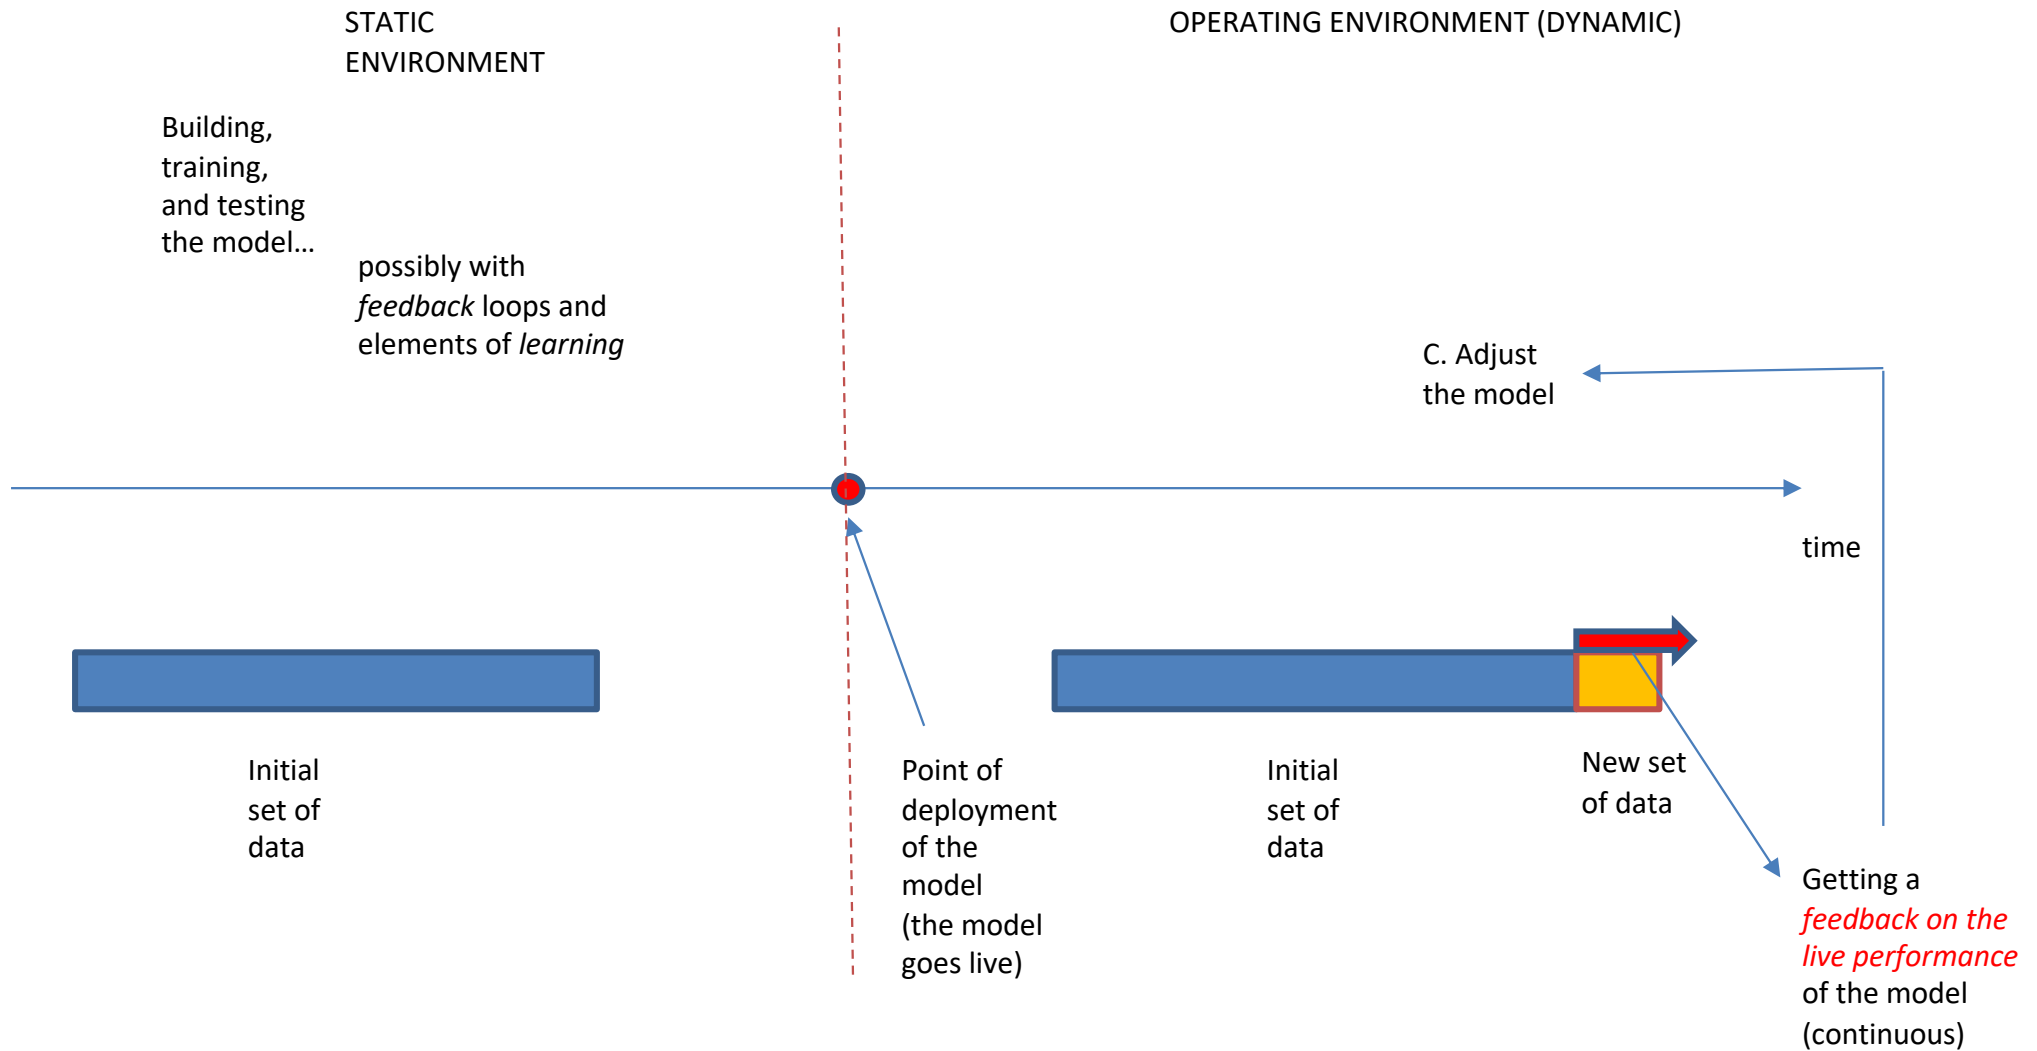 STATIC
ENVIRONMENT
OPERATING ENVIRONMENT (DYNAMIC)
Building,
training,
and testing
the model…
possibly with
feedback loops and
elements of learning
C. Adjust
the model
time
Initial
set of
data
Point of
deployment
of the
model
(the model
goes live)
Initial
set of
data
New set
of data
Getting a
feedback on the
live performance
of the model
(continuous)